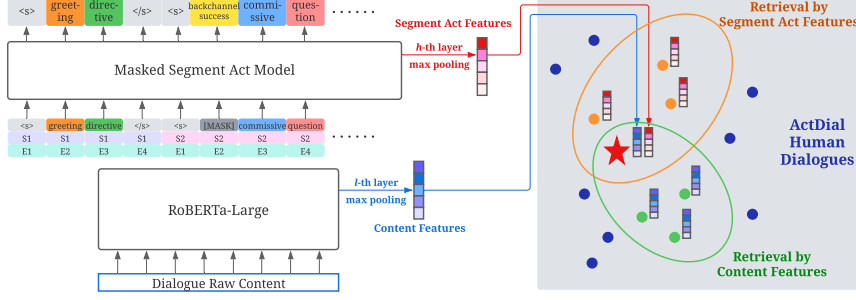 <s> greet-ing direc-tive </s> <s> backchannel success commi-ssive ques-tion ······
Segment Act Features
Masked Segment Act Model
h-th layer
max pooling
<s> greeting directive </s> <s> [MASK] commissive question ······
S1 S1 S1 S1 S2 S2 S2 S2
E1 E2 E3 E4 E1 E2 E3 E4
RoBERTa-Large
l-th layer
max pooling
Content Features
Dialogue Raw Content
Retrieval by
Segment Act Features
ActDial
Human
Dialogues
Retrieval by
Content Features